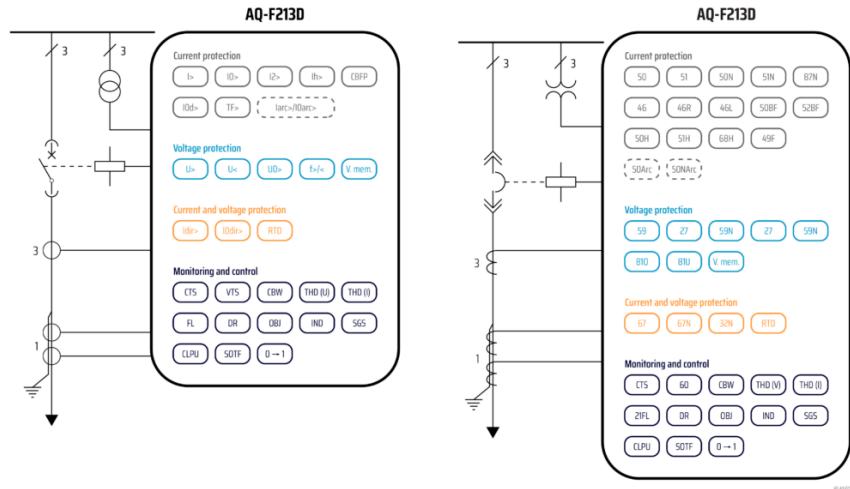 AQ-F213D
3 3
Current protection
I> I0> I2> Ih> CBFP
I0d> TF> Iarc>/I0arc>
Voltage protection
U> U< U0> f>/< V. mem.
Current and voltage protection
Idir> I0dir> RTD
3
Monitoring and control
CTS VTS CBW THD (U) THD (I)
FL DR OBJ IND SGS
1
CLPU SOTF 0→1
AQ-F213D
3 3
Current protection
50 51 50N 51N 87N
46 46R 46L 50BF 52BF
50H 51H 68H 49F
50Arc 50NArc
Voltage protection
59 27 59N 27 59N
81O 81U V. mem.
3
Current and voltage protection
67 67N 32N RTD
1
Monitoring and control
CTS 60 CBW THD (V) THD (I)
21FL DR OBJ IND SGS
CLPU SOTF 0→1